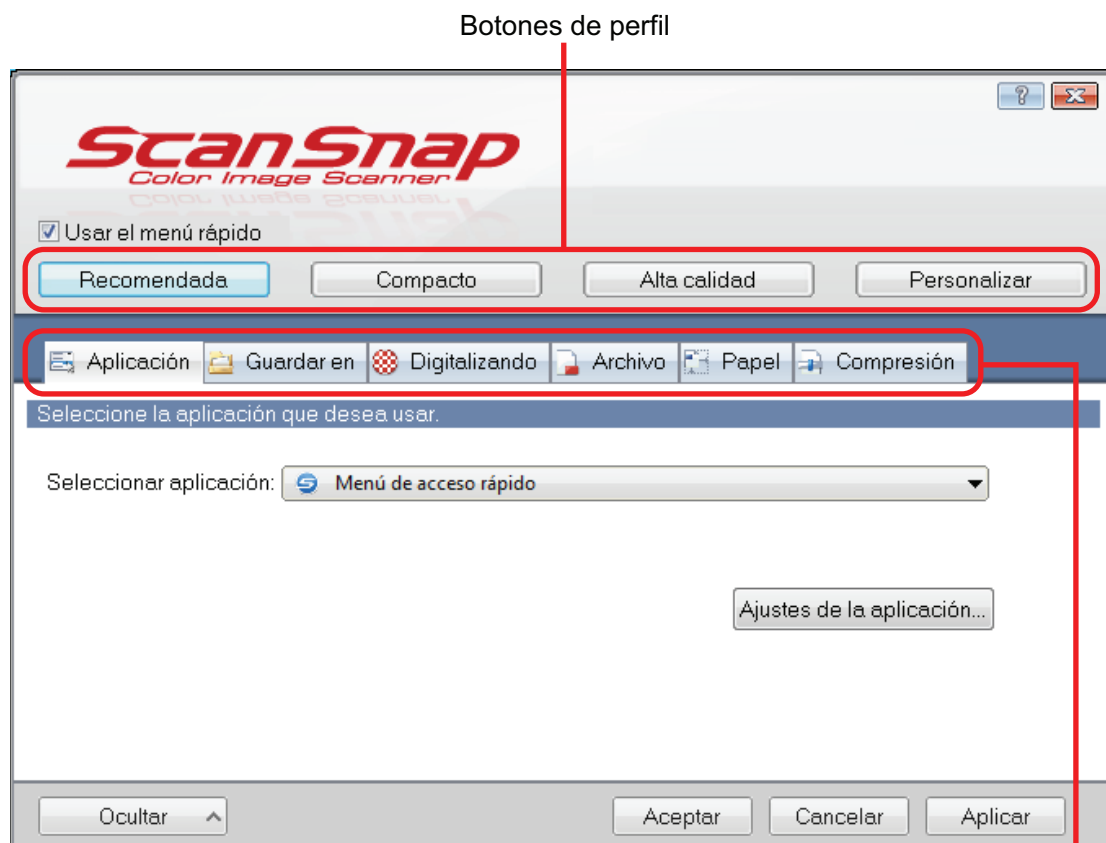 Botones de perfil
?
ScanSnap
Color Image Scanner
Usar el menú rápido
Recomendada Compacto Alta calidad Personalizar
Aplicación Guardar en Digitalizando Archivo Papel Compresión
Seleccione la aplicación que desea usar.
Seleccionar aplicación: Menú de acceso rápido
Ajustes de la aplicación...
Ocultar Aceptar Cancelar Aplicar